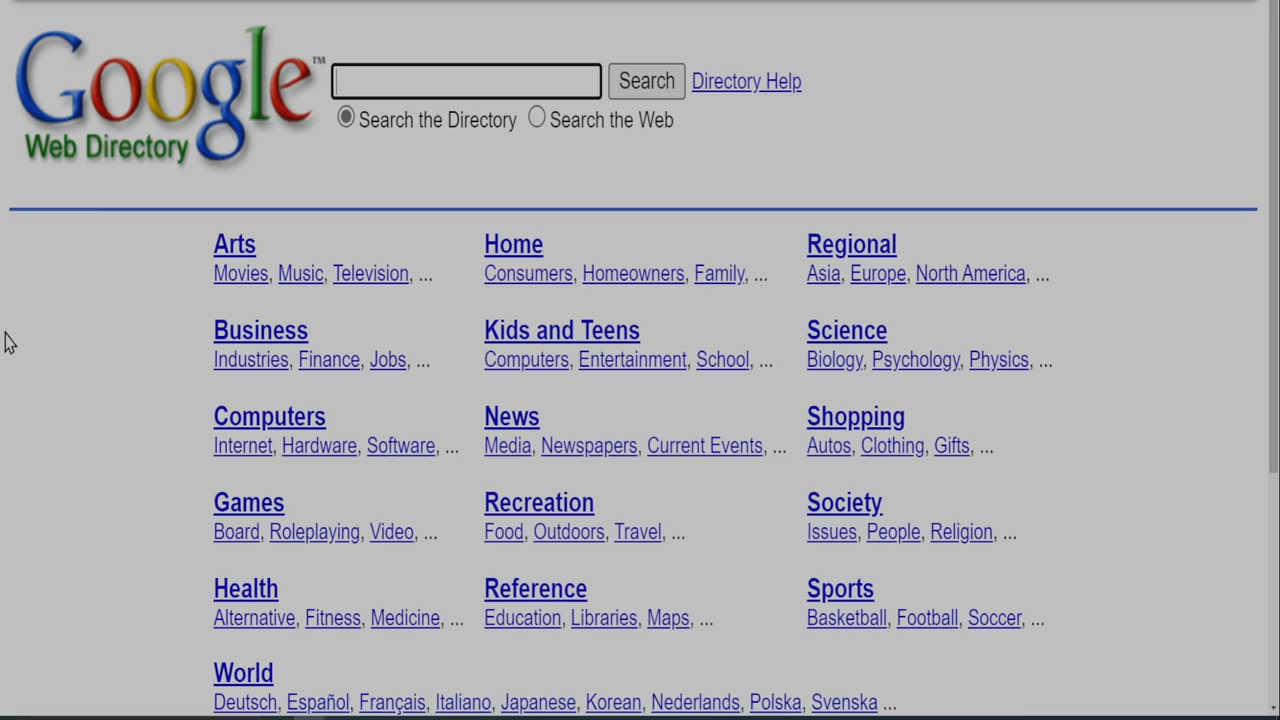 Google™
Web Directory
Search
Directory Help
Search the Directory
Search the Web
Arts
Movies, Music, Television, ...
Home
Consumers, Homeowners, Family, ...
Regional
Asia, Europe, North America, ...
Business
Industries, Finance, Jobs, ...
Kids and Teens
Computers, Entertainment, School, ...
Science
Biology, Psychology, Physics, ...
Computers
Internet, Hardware, Software, ...
News
Media, Newspapers, Current Events, ...
Shopping
Autos, Clothing, Gifts, ...
Games
Board, Roleplaying, Video, ...
Recreation
Food, Outdoors, Travel, ...
Society
Issues, People, Religion, ...
Health
Alternative, Fitness, Medicine, ...
Reference
Education, Libraries, Maps, ...
Sports
Basketball, Football, Soccer, ...
World
Deutsch, Español, Français, Italiano, Japanese, Korean, Nederlands, Polska, Svenska ...